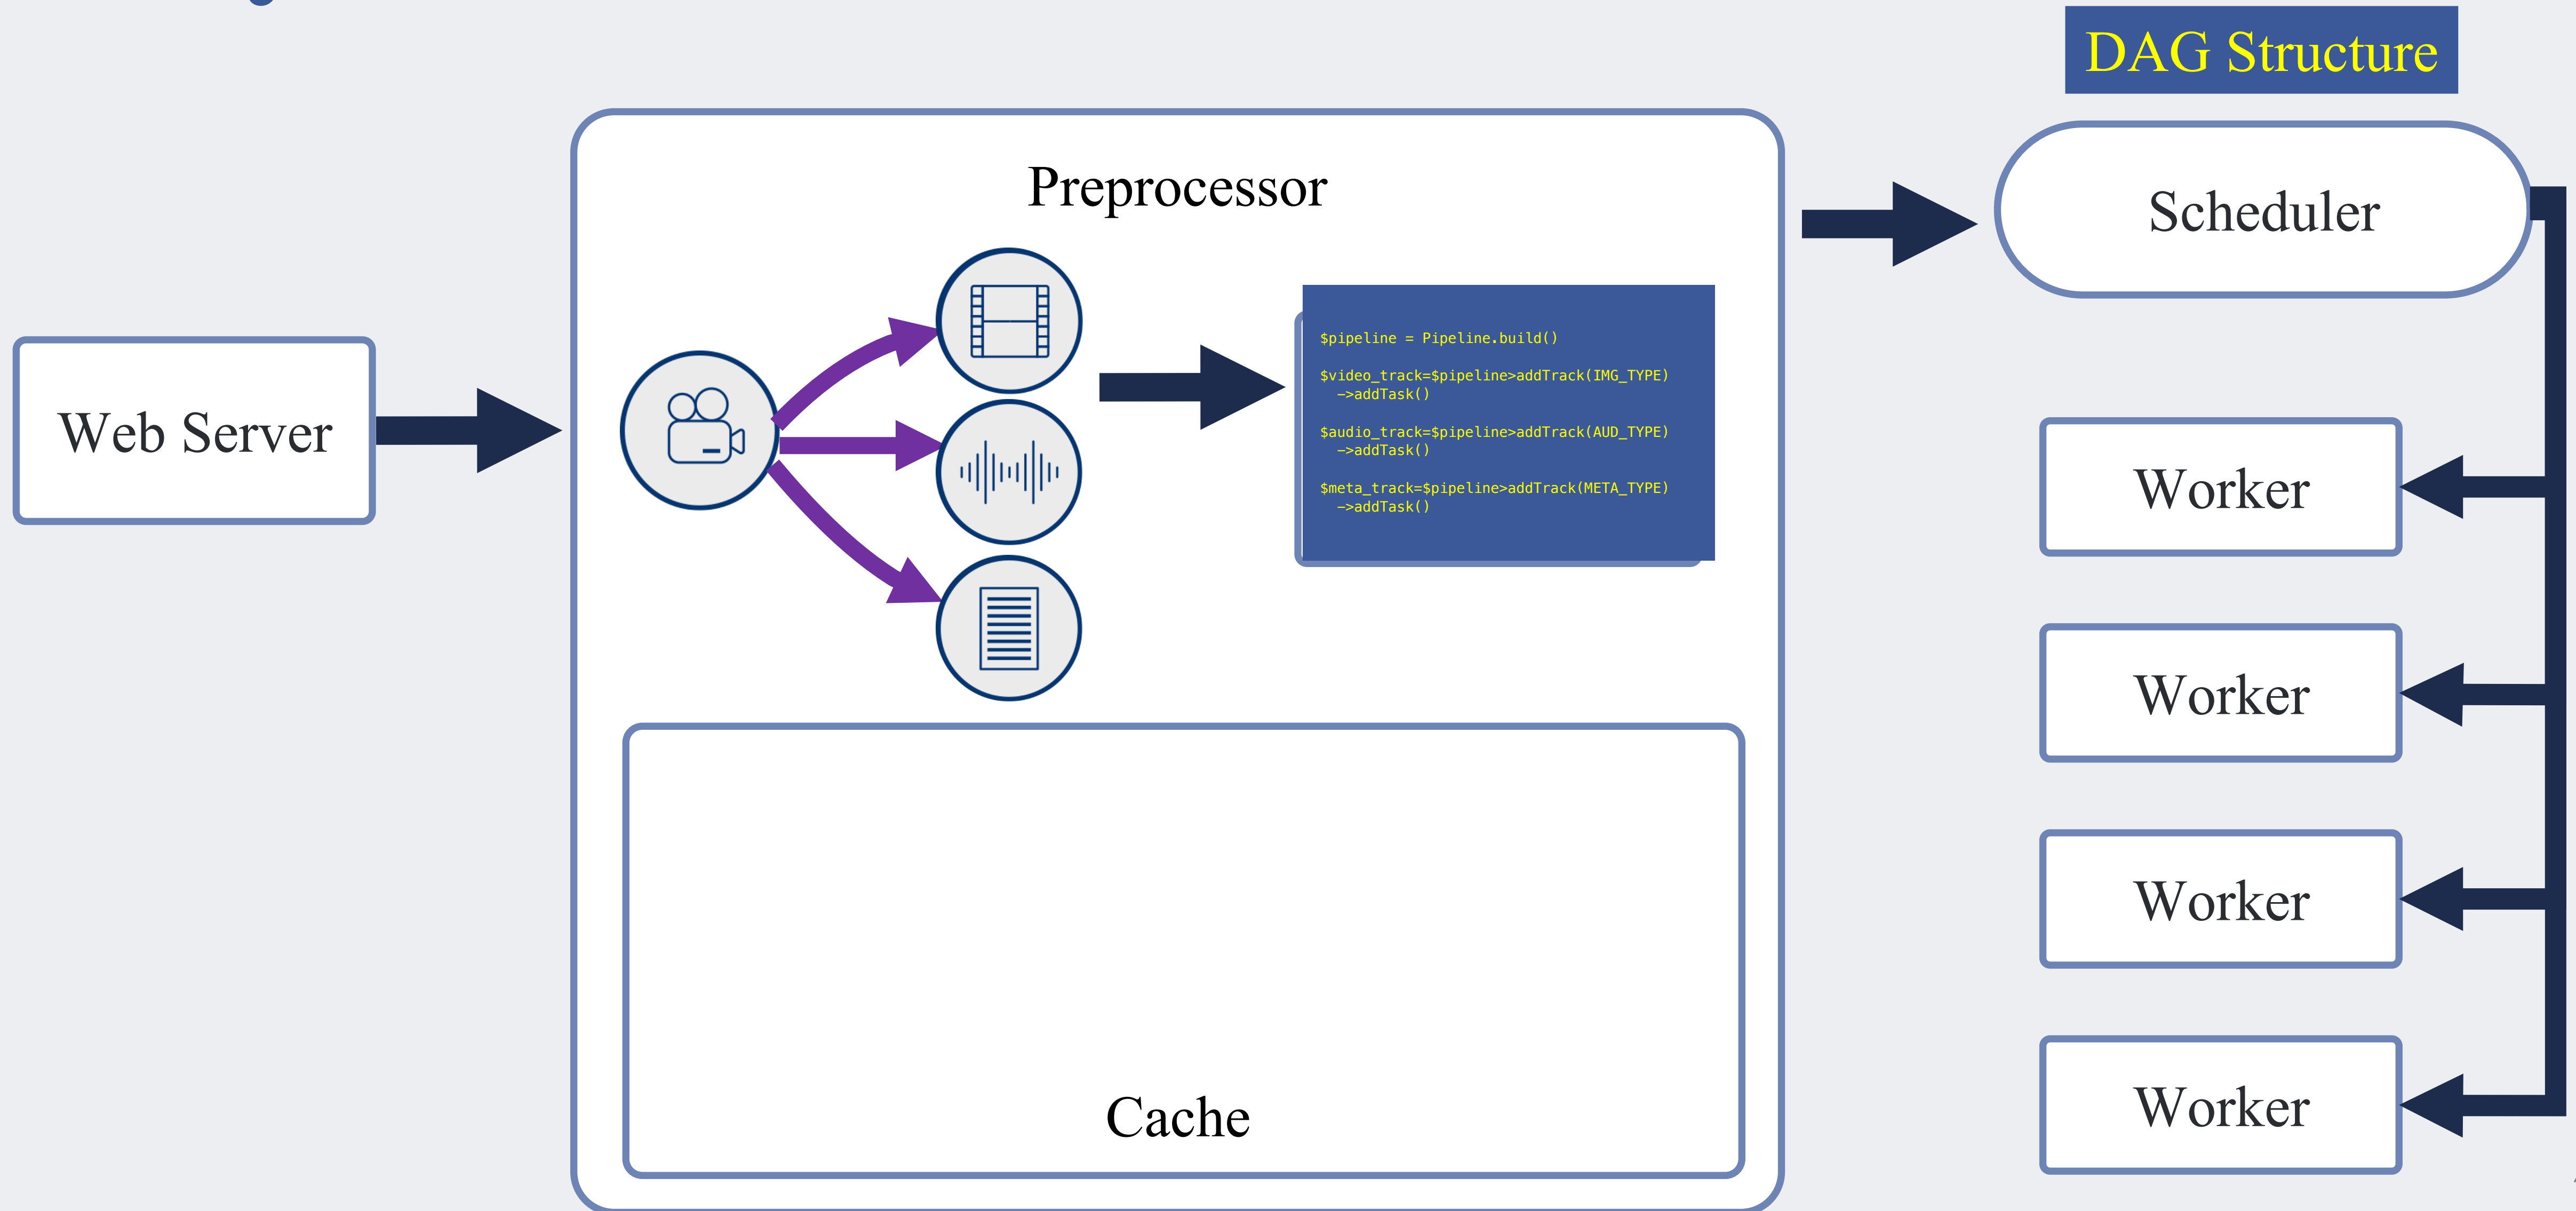 DAG Structure
Preprocessor
Scheduler
Web Server
$pipeline = Pipeline.build()
$video_track=$pipeline>addTrack(IMG_TYPE)
->addTask()
$audio_track=$pipeline>addTrack(AUD_TYPE)
->addTask()
$meta_track=$pipeline>addTrack(META_TYPE)
->addTask()
Worker
Worker
Worker
Worker
Cache